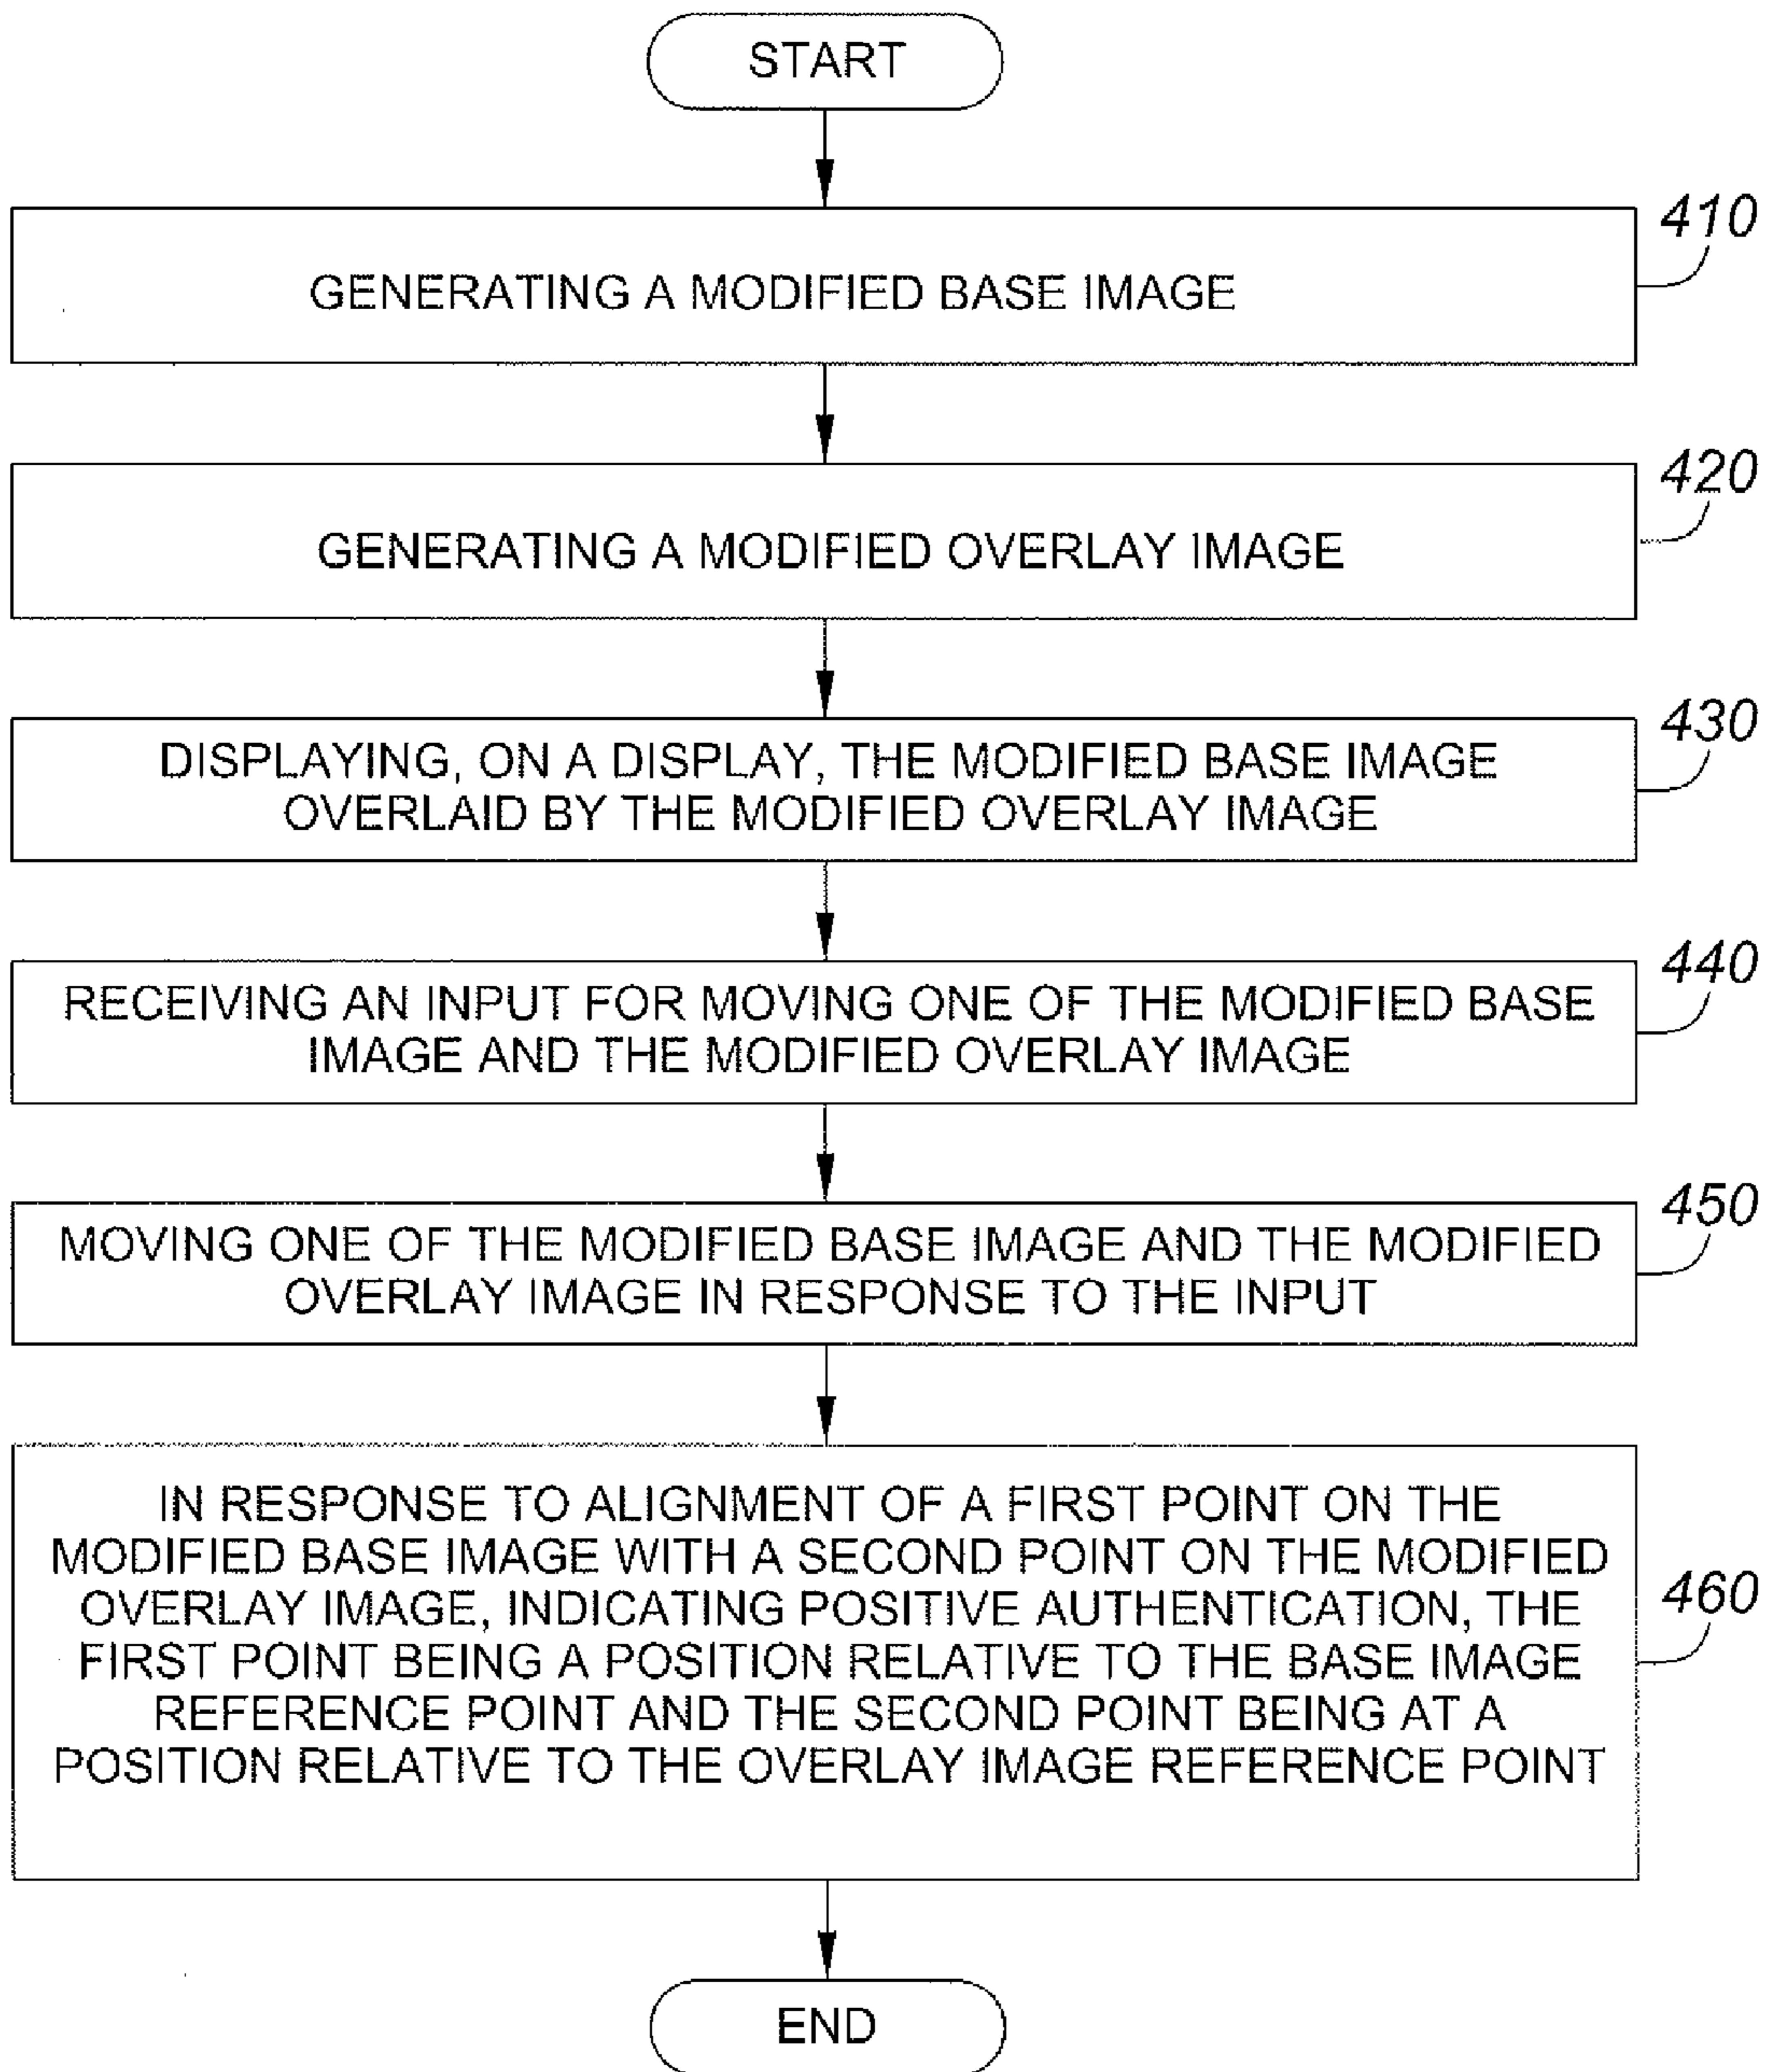 START
410
GENERATING A MODIFIED BASE IMAGE
420
GENERATING A MODIFIED OVERLAY IMAGE
430
DISPLAYING, ON A DISPLAY, THE MODIFIED BASE IMAGE
OVERLAID BY THE MODIFIED OVERLAY IMAGE
440
RECEIVING AN INPUT FOR MOVING ONE OF THE MODIFIED BASE
IMAGE AND THE MODIFIED OVERLAY IMAGE
450
MOVING ONE OF THE MODIFIED BASE IMAGE AND THE MODIFIED
OVERLAY IMAGE IN RESPONSE TO THE INPUT
IN RESPONSE TO ALIGNMENT OF A FIRST POINT ON THE
MODIFIED BASE IMAGE WITH A SECOND POINT ON THE MODIFIED
OVERLAY IMAGE, INDICATING POSITIVE AUTHENTICATION, THE
460
FIRST POINT BEING A POSITION RELATIVE TO THE BASE IMAGE
REFERENCE POINT AND THE SECOND POINT BEING AT A
POSITION RELATIVE TO THE OVERLAY IMAGE REFERENCE POINT
END